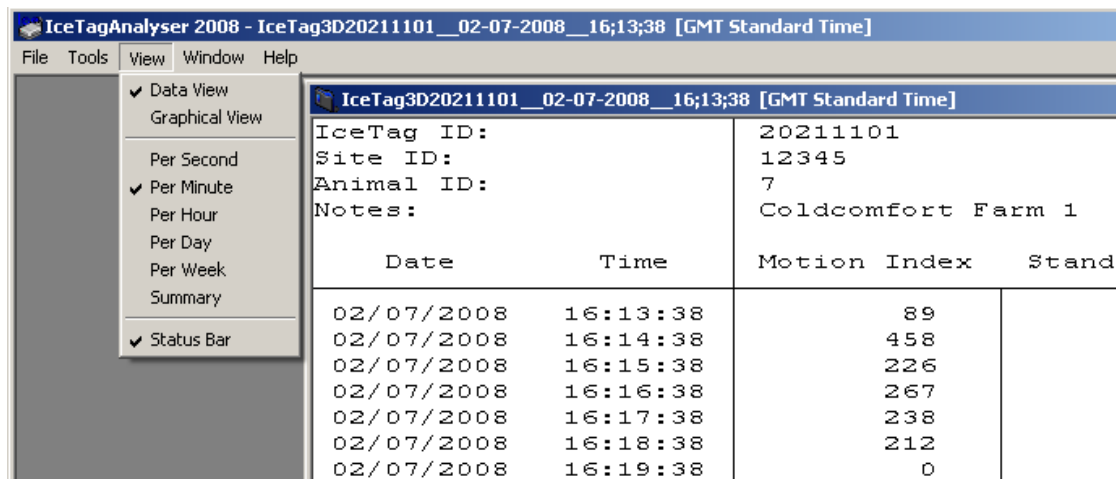 IceTagAnalyser 2008 - IceTag3D20211101__02-07-2008__16;13;38 [GMT Standard Time]
File Tools View Window Help
Data View
Graphical View
Per Second
Per Minute
Per Hour
Per Day
Per Week
Summary
Status Bar
IceTag3D20211101__02-07-2008__16;13;38 [GMT Standard Time]
IceTag ID: 20211101
Site ID: 12345
Animal ID: 7
Notes: Coldcomfort Farm 1
Date Time Motion Index Stand
02/07/2008 16:13:38 89
02/07/2008 16:14:38 458
02/07/2008 16:15:38 226
02/07/2008 16:16:38 267
02/07/2008 16:17:38 238
02/07/2008 16:18:38 212
02/07/2008 16:19:38 0